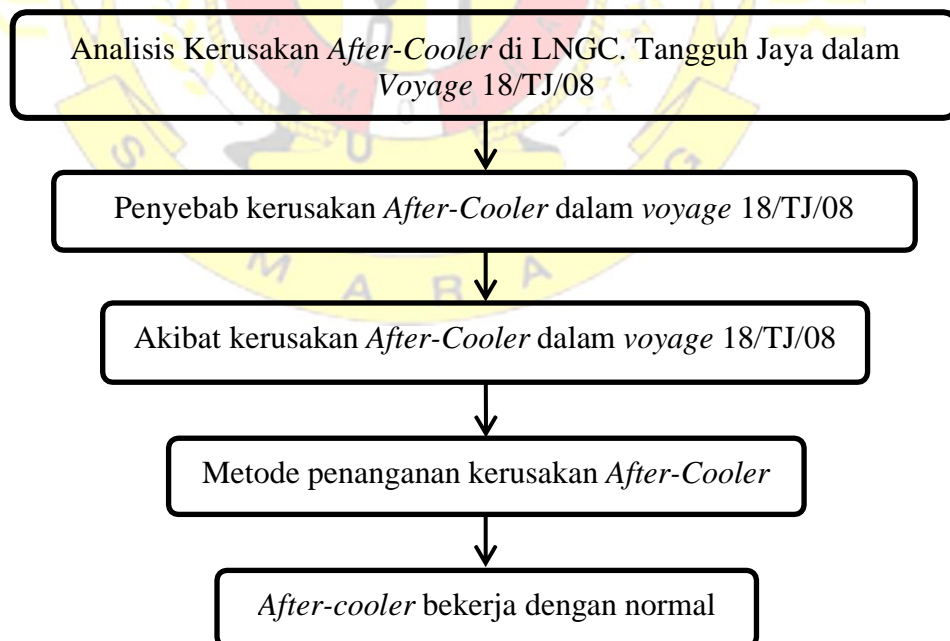 Analisis Kerusakan After-Cooler di LNGC. Tangguh Jaya dalam
Voyage 18/TJ/08
Penyebab kerusakan After-Cooler dalam voyage 18/TJ/08
Akibat kerusakan After-Cooler dalam voyage 18/TJ/08
Metode penanganan kerusakan After-Cooler
After-cooler bekerja dengan normal